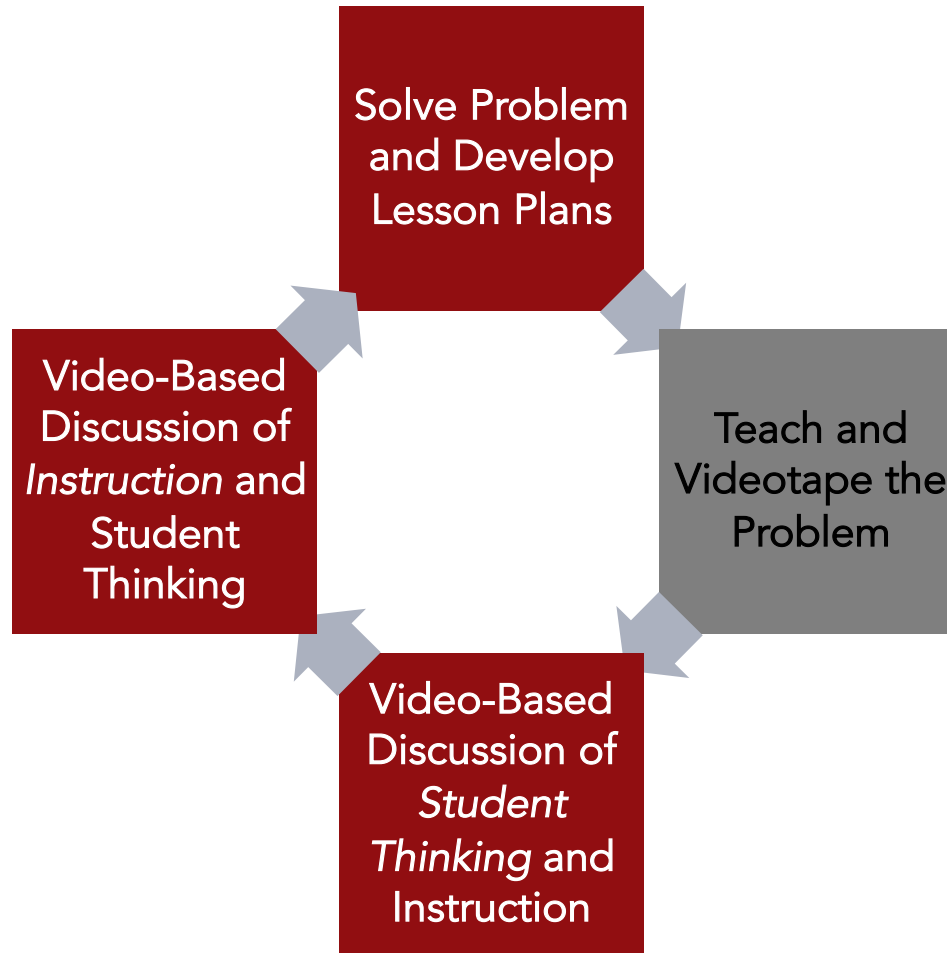 Solve Problem
and Develop
Lesson Plans
Teach and
Videotape the
Problem
Video-Based
Discussion of
Student
Thinking and
Instruction
Video-Based
Discussion of
Instruction and
Student
Thinking